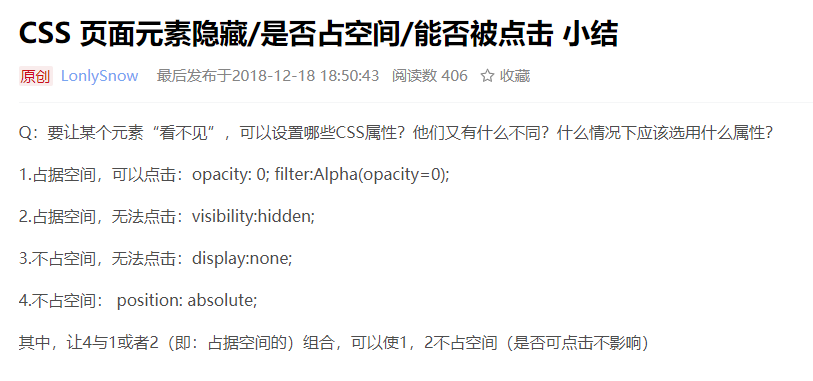 CSS 页面元素隐藏/是否占空间/能否被点击 小结
原创 LonlySnow 最后发布于2018-12-18 18:50:43 阅读数 406 ☆ 收藏
Q：要让某个元素“看不见”，可以设置哪些CSS属性？他们又有什么不同？什么情况下应该选用什么属性？
1.占据空间，可以点击：opacity: 0; filter:Alpha(opacity=0);
2.占据空间，无法点击：visibility:hidden;
3.不占空间，无法点击：display:none;
4.不占空间： position: absolute;
其中，让4与1或者2（即：占据空间的）组合，可以使1，2不占空间（是否可点击不影响）